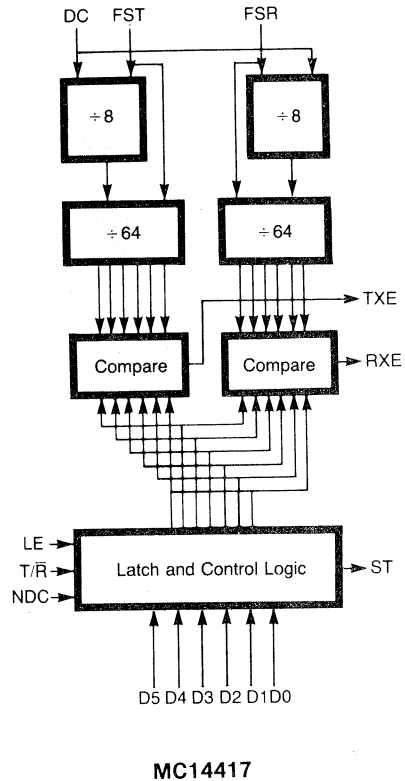 DC FST FSR
÷8 ÷8
÷64 ÷64
TXE
Compare Compare RXE
LE
T/R̅ Latch and Control Logic ST
NDC
D5 D4 D3 D2 D1 D0
MC14417